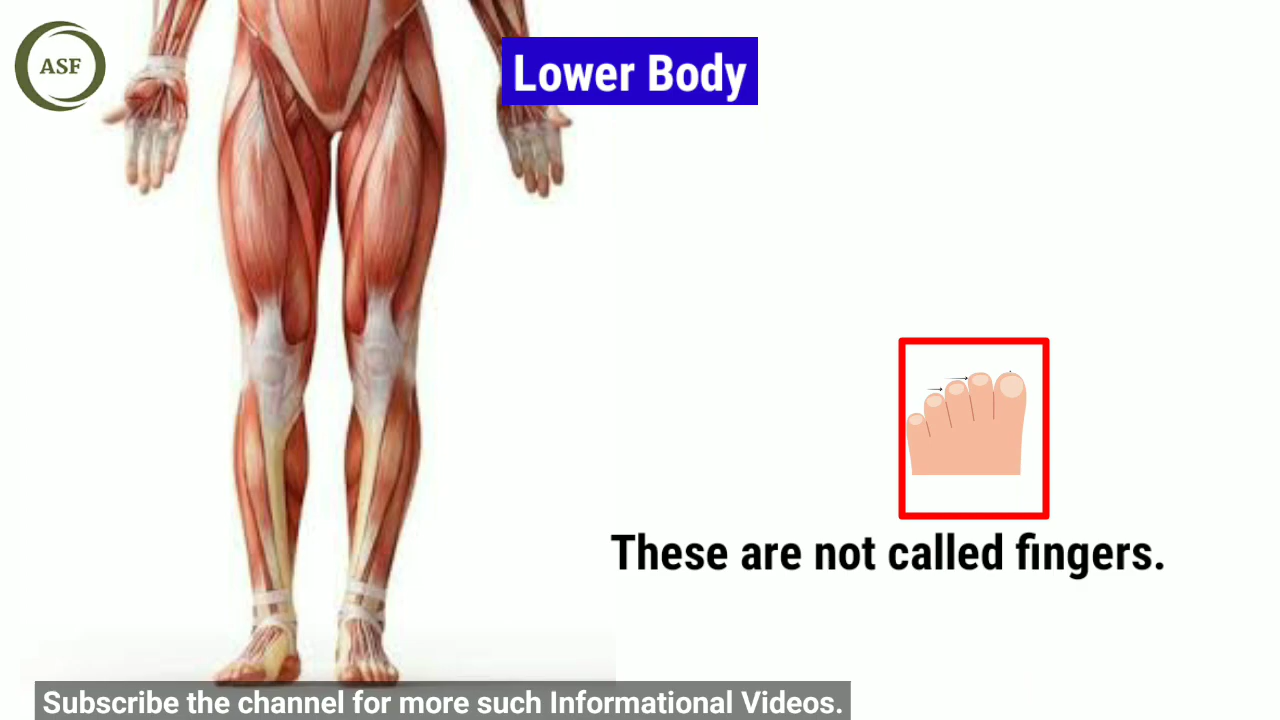 ASF
Lower Body
These are not called fingers.
Subscribe the channel for more such Informational Videos.